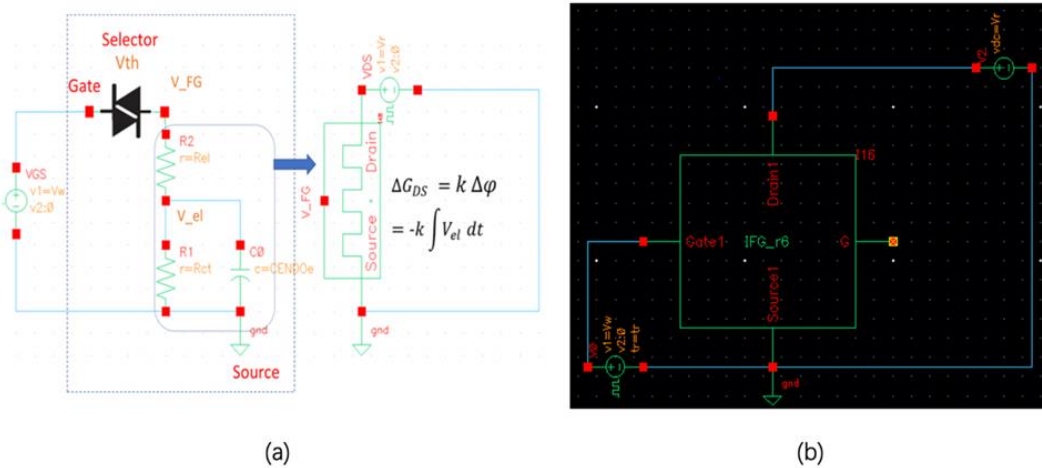 Selector
Vth
Gate
V_FG
R2
r=Rel
VGS
v1=Vw
v2:0
V_el
R1
r=Rct
C0
gnd
Source
VDS
v1=Vr
v2:0
V_FG
Drain
Source
gnd
ΔG_DS = k Δφ
= -k ∫ V_el dt
(a)
V2
vdc=Vr
I16
Drain1
Gate1
IFG_r6
G
Source1
v1=Vw
v2:0
tr=tr
gnd
(b)